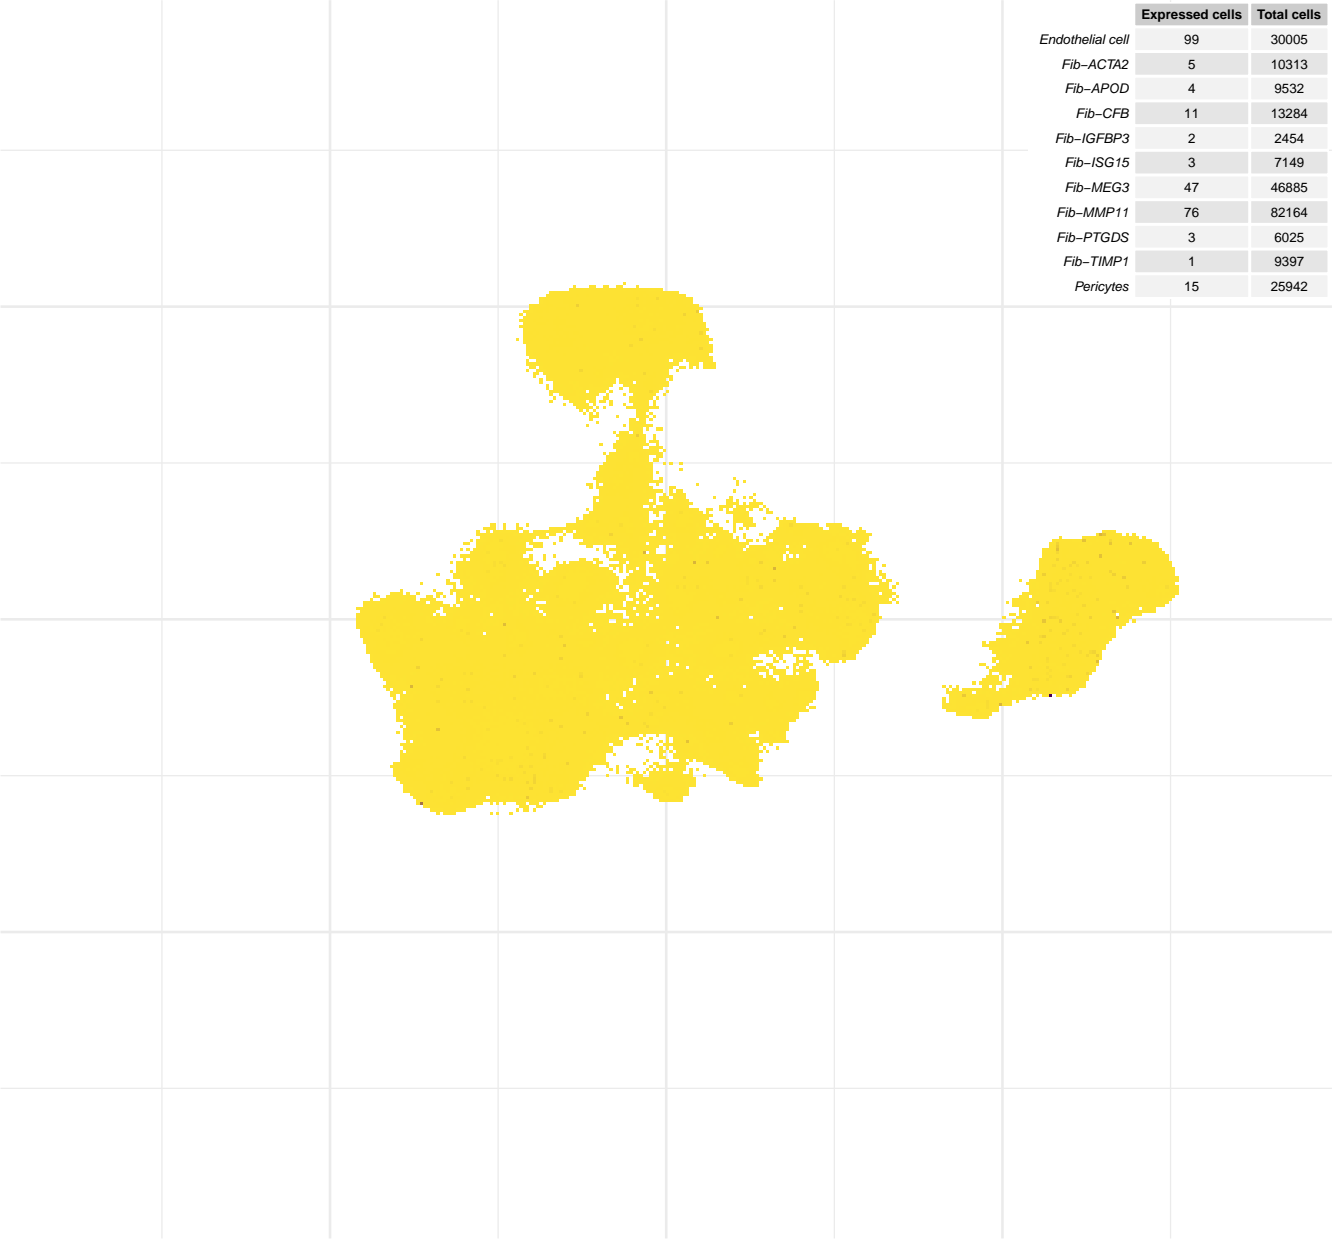 Expressed cells Total cells
Endothelial cell 99 30005
Fib−ACTA2 5 10313
Fib−APOD 4 9532
Fib−CFB 11 13284
Fib−IGFBP3 2 2454
Fib−ISG15 3 7149
Fib−MEG3 47 46885
Fib−MMP11 76 82164
Fib−PTGDS 3 6025
Fib−TIMP1 1 9397
Pericytes 15 25942